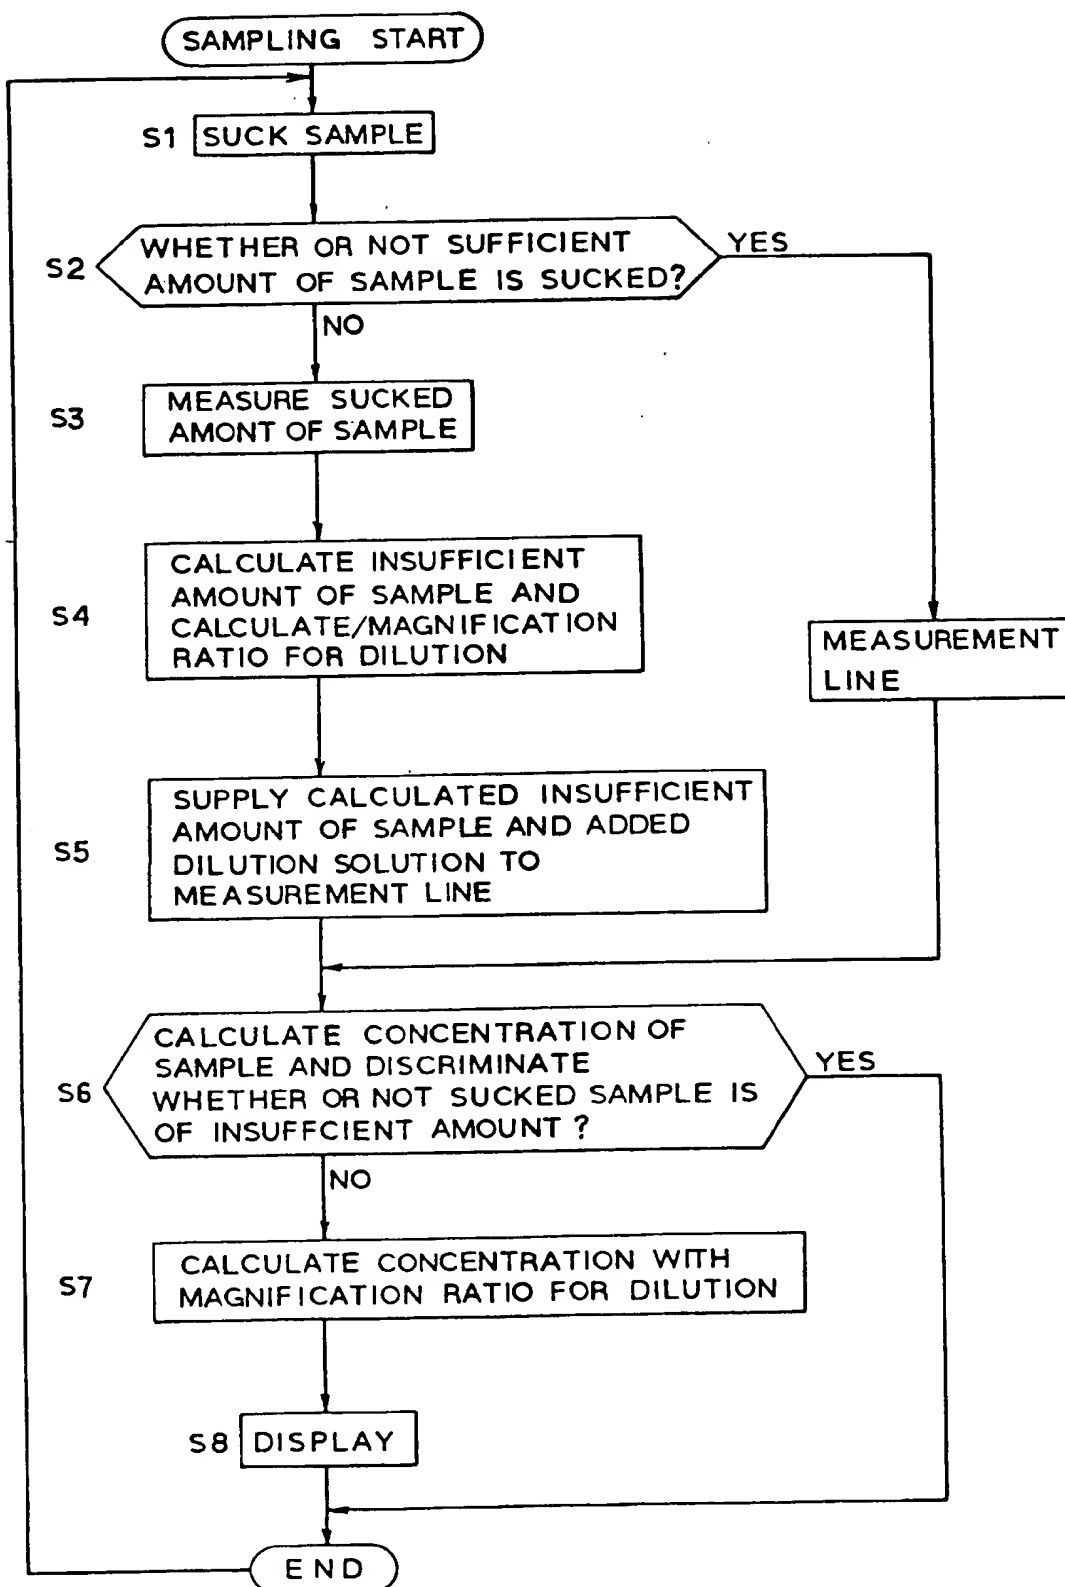 SAMPLING START
S1 SUCK SAMPLE
S2
WHETHER OR NOT SUFFICIENT
AMOUNT OF SAMPLE IS SUCKED?
YES
NO
S3
MEASURE SUCKED
AMONT OF SAMPLE
S4
CALCULATE INSUFFICIENT
AMOUNT OF SAMPLE AND
CALCULATE/MAGNIFICATION
RATIO FOR DILUTION
MEASUREMENT
LINE
S5
SUPPLY CALCULATED INSUFFICIENT
AMOUNT OF SAMPLE AND ADDED
DILUTION SOLUTION TO
MEASUREMENT LINE
S6
CALCULATE CONCENTRATION OF
SAMPLE AND DISCRIMINATE
WHETHER OR NOT SUCKED SAMPLE IS
OF INSUFFCIENT AMOUNT ?
YES
NO
S7
CALCULATE CONCENTRATION WITH
MAGNIFICATION RATIO FOR DILUTION
S8 DISPLAY
END